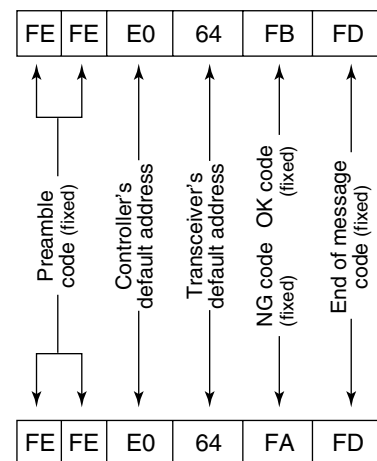 FE FE E0 64 FB FD
Preamble
code (fixed)
Controller's
default address
Transceiver's
default address
OK code
(fixed)
NG code
(fixed)
End of message
code (fixed)
FE FE E0 64 FA FD